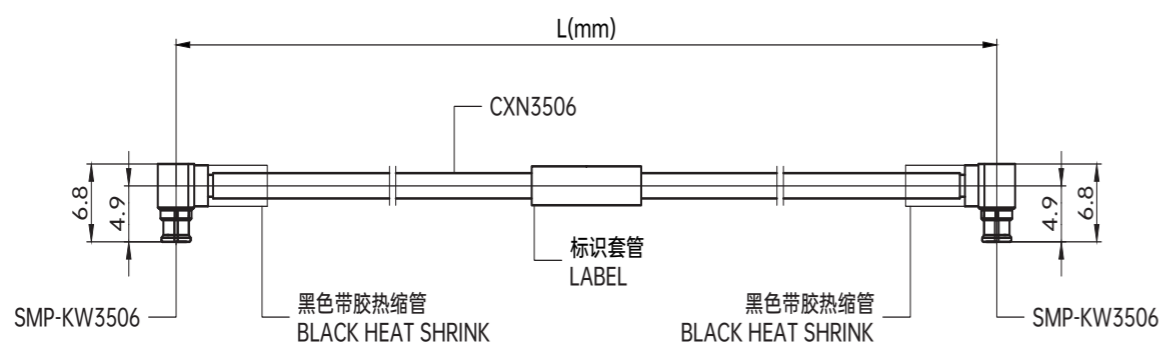 L(mm)
CXN3506
6.8
4.9
4.9
6.8
标识套管
LABEL
SMP-KW3506
黑色带胶热缩管
BLACK HEAT SHRINK
黑色带胶热缩管
BLACK HEAT SHRINK
SMP-KW3506